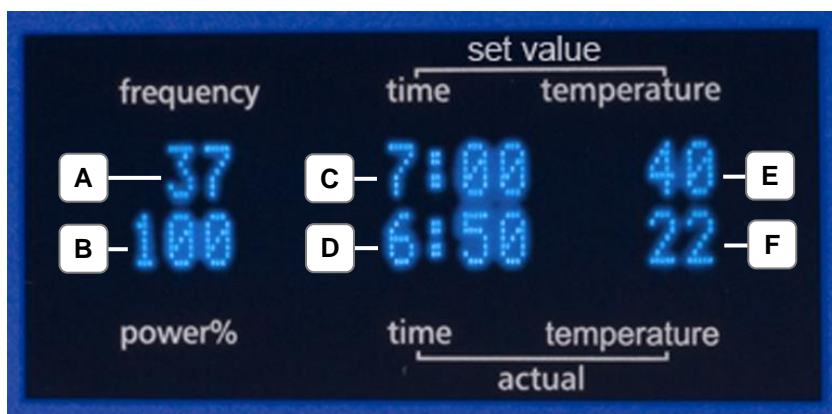 set value
frequency time temperature
A 37 C 7:00 40 E
B 100 D 6:50 22 F
power% time temperature
actual